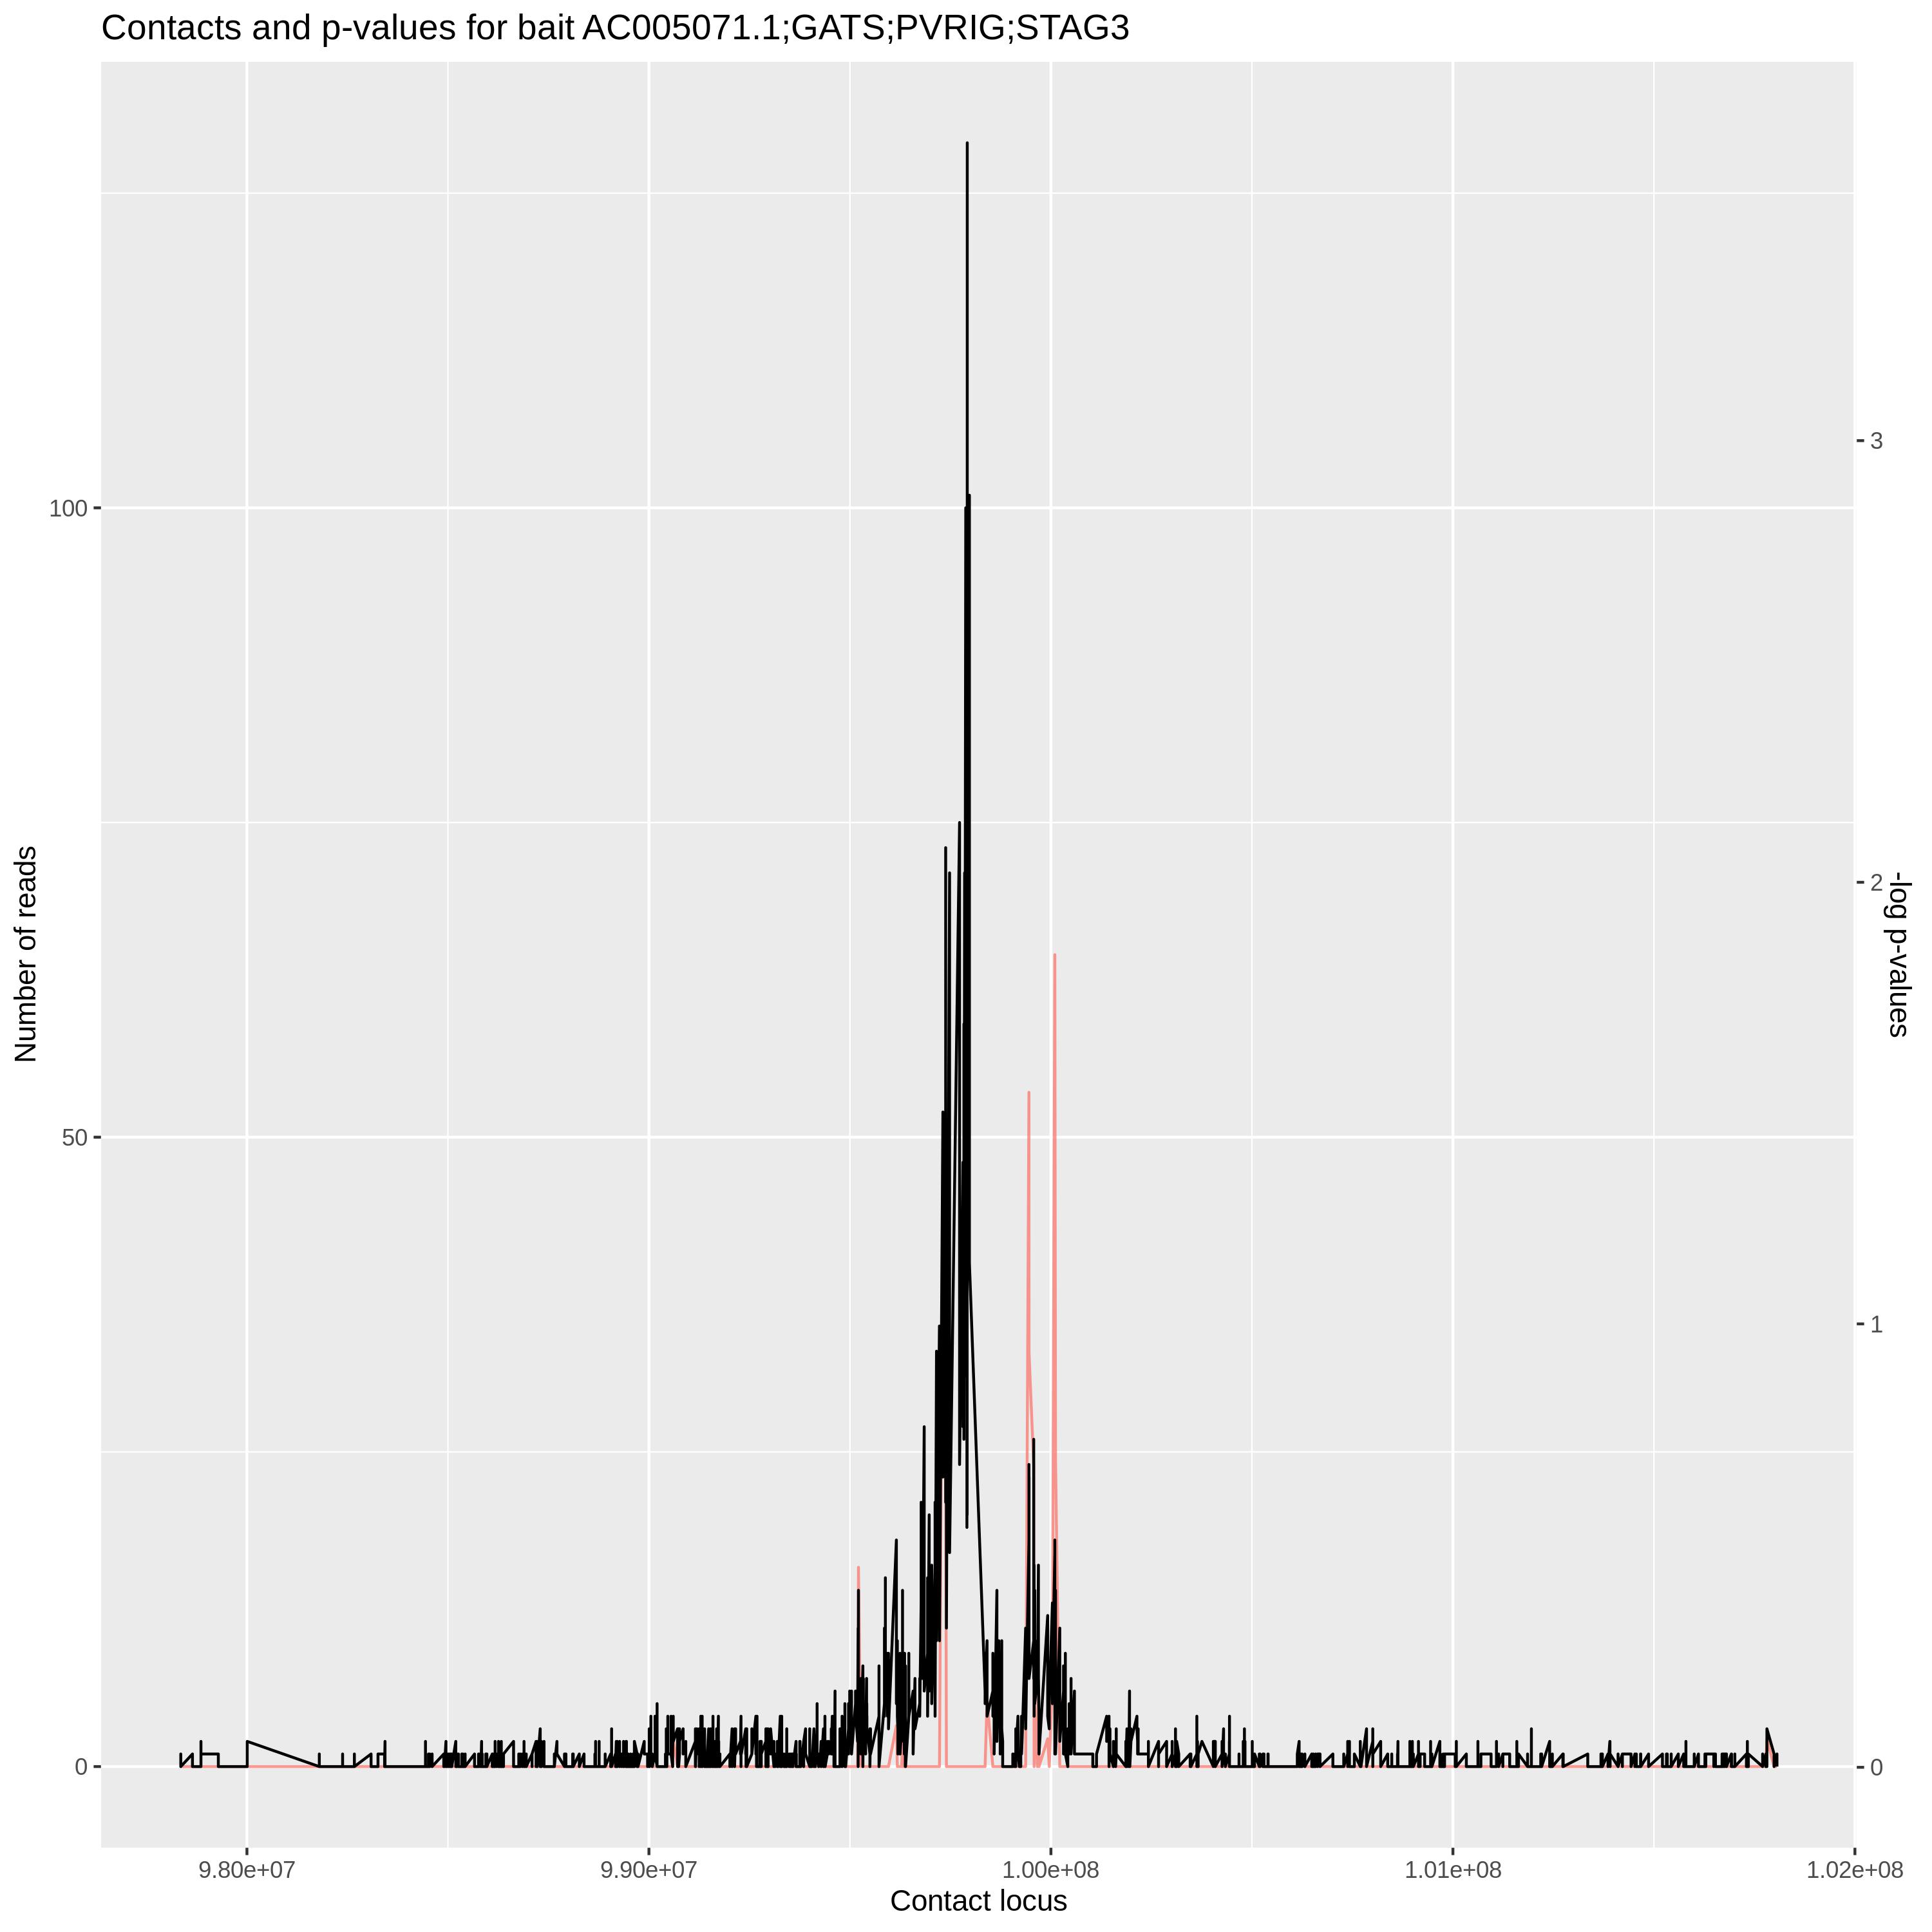 Contacts and p-values for bait AC005071.1;GATS;PVRIG;STAG3
Number of reads
100
50
0
3
2
1
0
-log p-values
9.80e+07
9.90e+07
1.00e+08
1.01e+08
1.02e+08
Contact locus